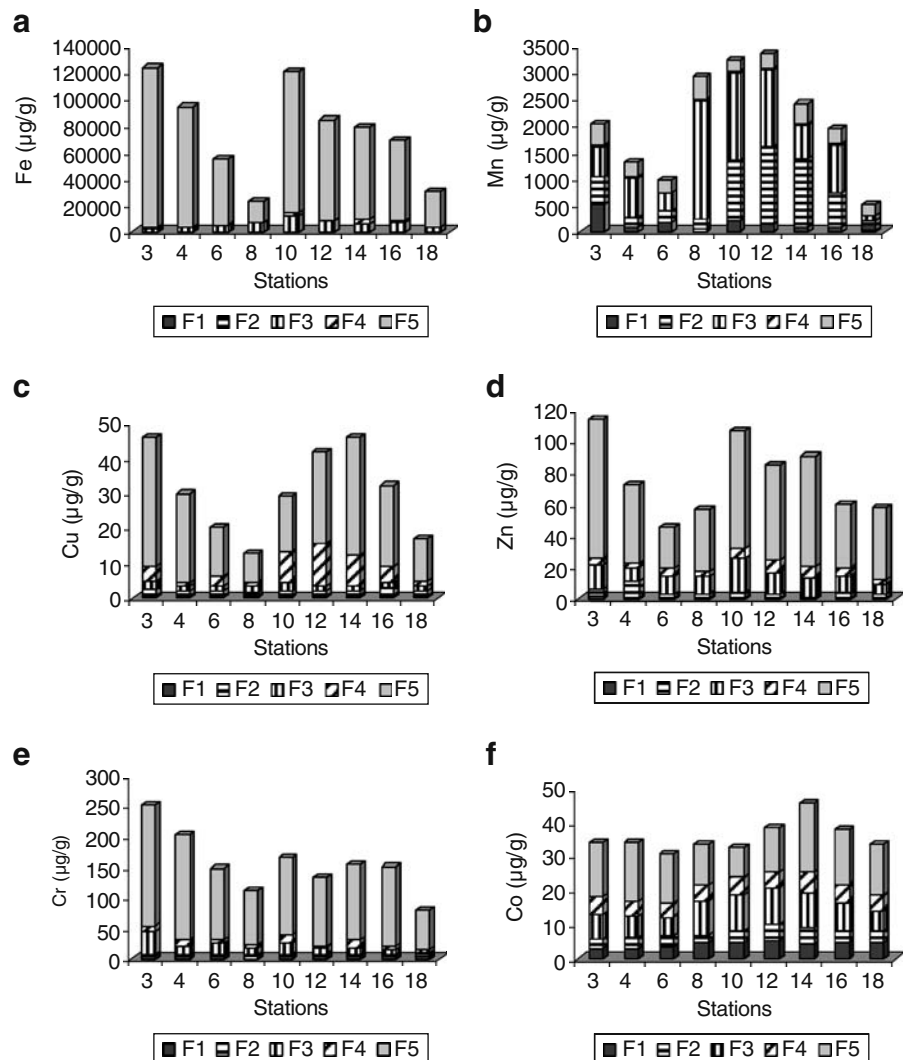 a
Fe (µg/g)
140000
120000
100000
80000
60000
40000
20000
0
3 4 6 8 10 12 14 16 18
Stations
F1 F2 F3 F4 F5
b
Mn (µg/g)
3500
3000
2500
2000
1500
1000
500
0
3 4 6 8 10 12 14 16 18
Stations
F1 F2 F3 F4 F5
c
Cu (µg/g)
50
40
30
20
10
0
3 4 6 8 10 12 14 16 18
Stations
F1 F2 F3 F4 F5
d
Zn (µg/g)
120
100
80
60
40
20
0
3 4 6 8 10 12 14 16 18
Stations
F1 F2 F3 F4 F5
e
Cr (µg/g)
300
250
200
150
100
50
0
3 4 6 8 10 12 14 16 18
Stations
F1 F2 F3 F4 F5
f
Co (µg/g)
50
40
30
20
10
0
3 4 6 8 10 12 14 16 18
Stations
F1 F2 F3 F4 F5